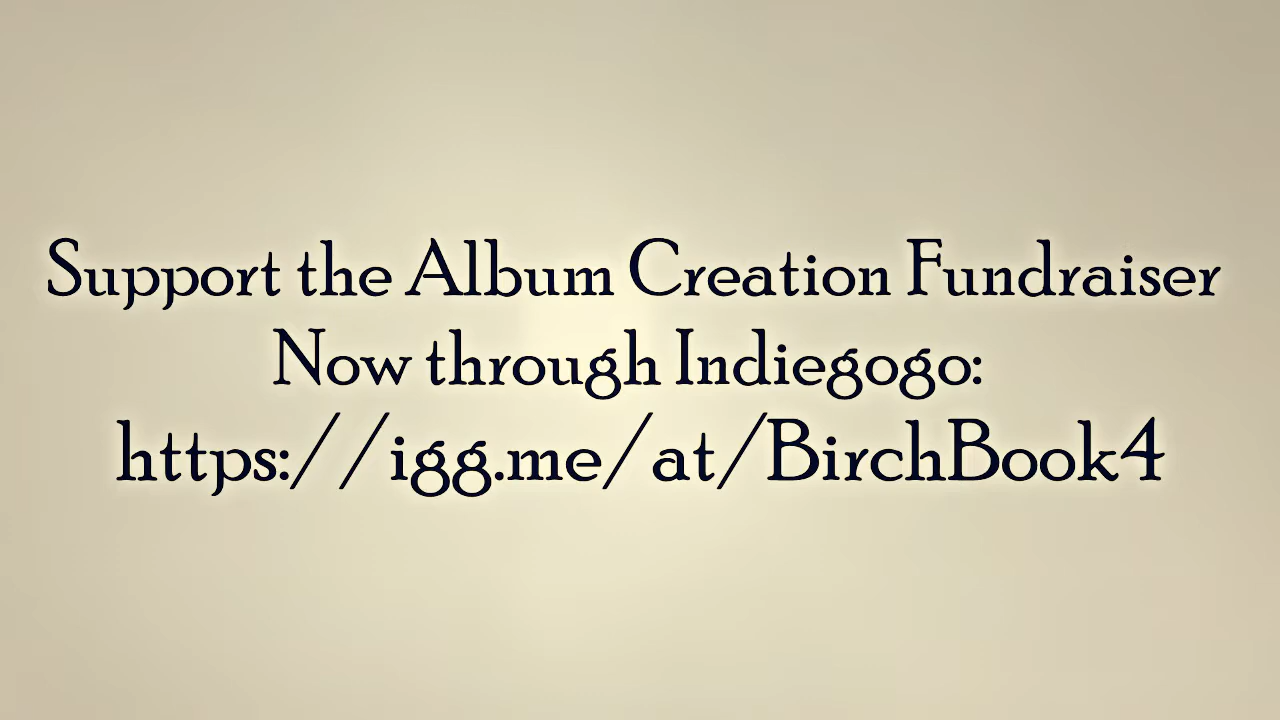 Support the Album Creation Fundraiser
Now through Indiegogo:
https://igg.me/at/BirchBook4